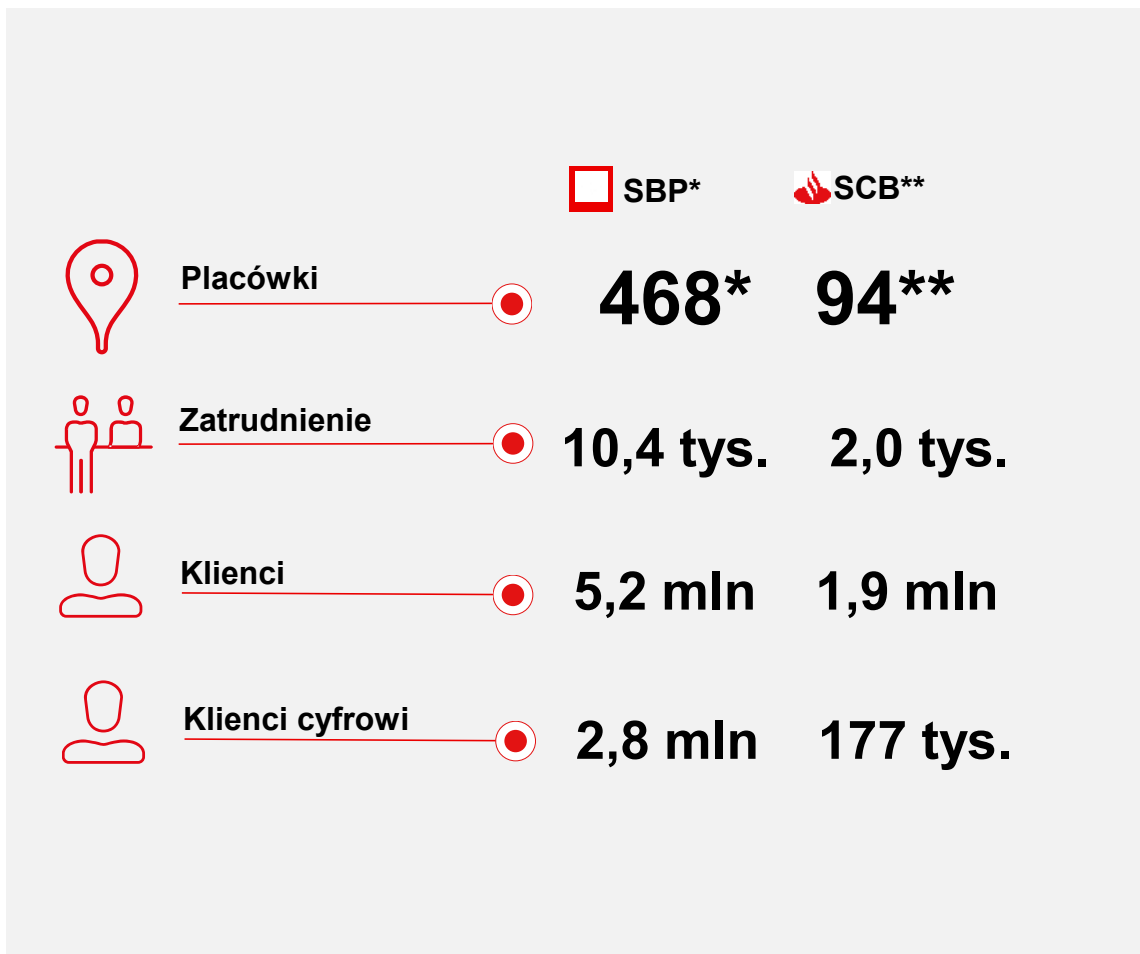 SBP* SCB**
Placówki 468* 94**
Zatrudnienie 10,4 tys. 2,0 tys.
Klienci 5,2 mln 1,9 mln
Klienci cyfrowi 2,8 mln 177 tys.